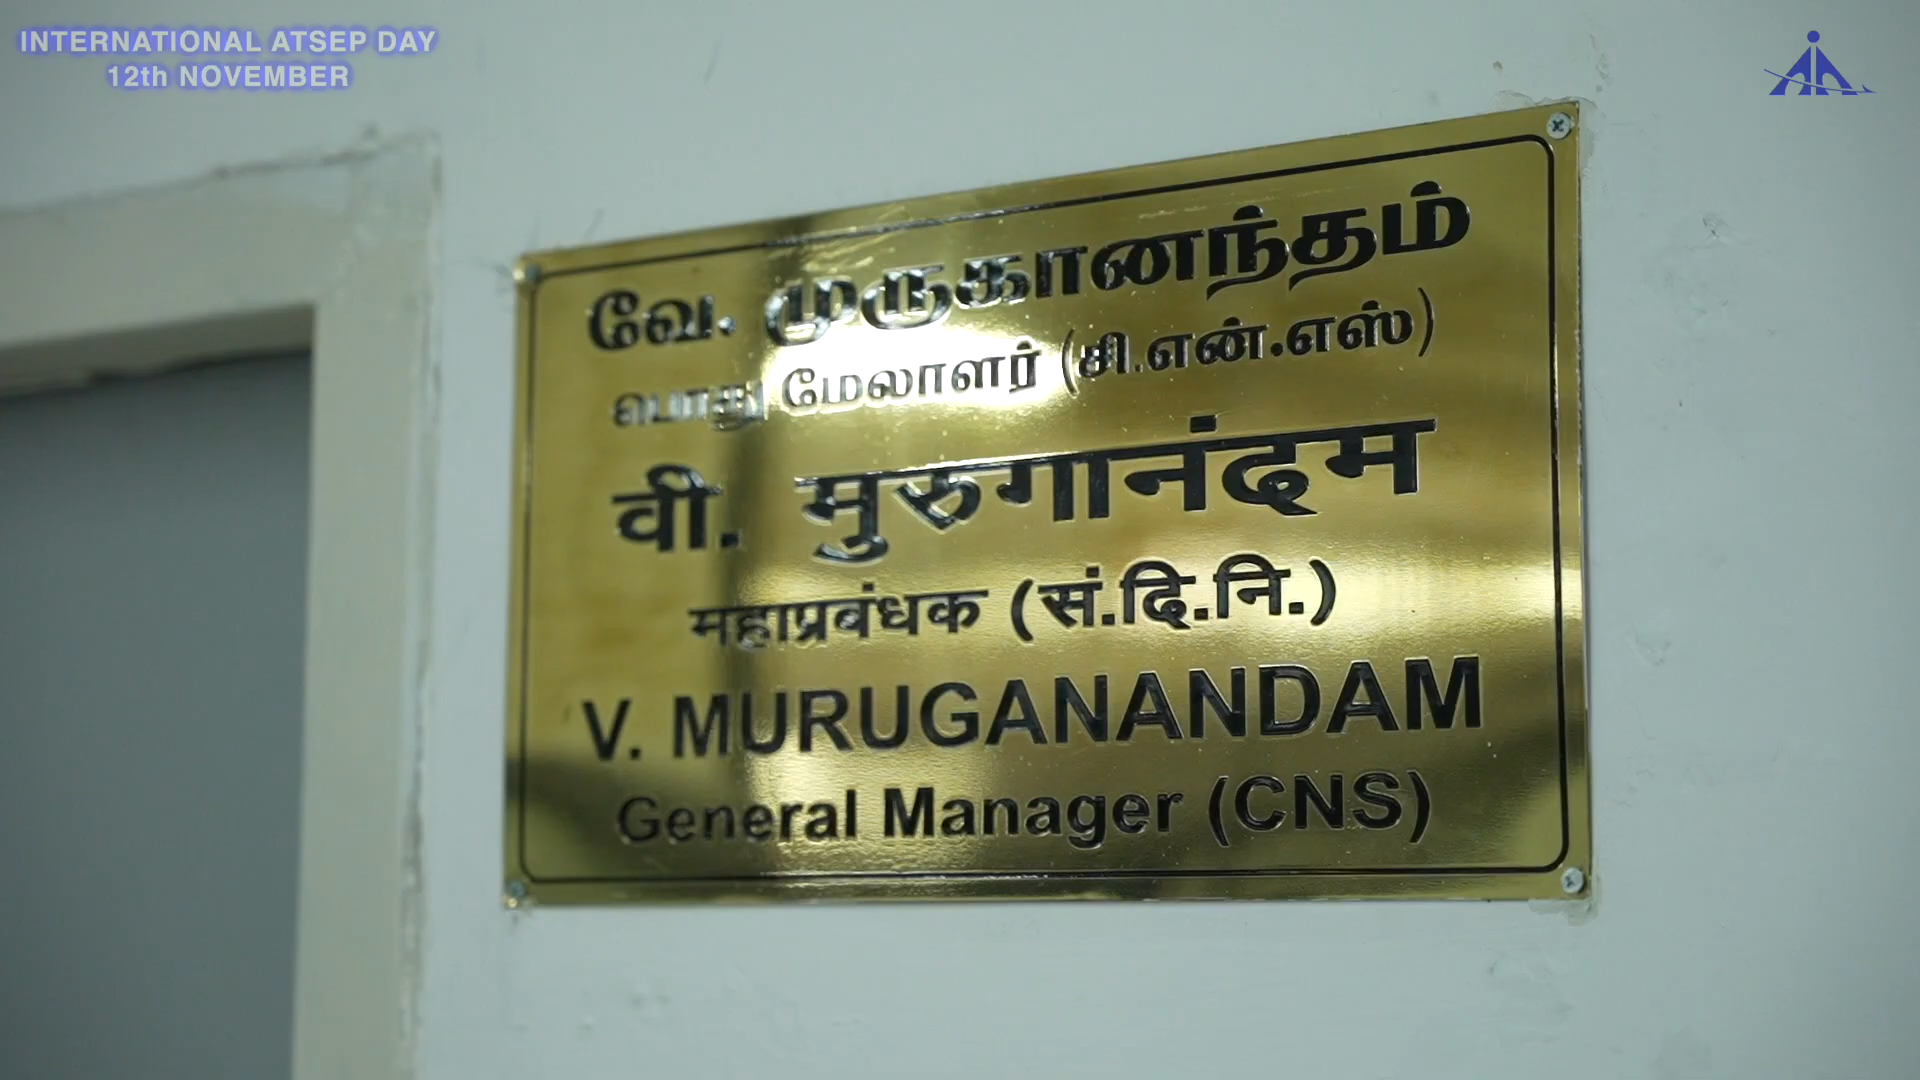 INTERNATIONAL ATSEP DAY
12th NOVEMBER
வே. முருகானந்தம்
பொது மேலாளர் (சி.என்.எஸ்)
वी. मुरुगानंदम
महाप्रबंधक (सं.दि.नि.)
V. MURUGANANDAM
General Manager (CNS)